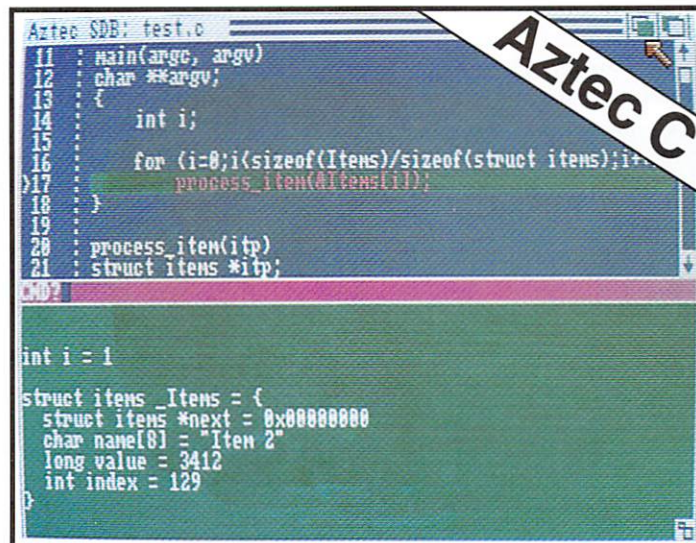 Aztec SDB: test.c
Aztec C
11 : main(argc, argv)
12 : char **argv;
13 : {
14 :    int i;
15 :
16 :    for (i=0;i<sizeof(Items)/sizeof(struct items);i+
>17 :        process_item(&Items[i]);
18 : }
19 :
20 : process_item(itp)
21 : struct items *itp;
CMD?
int i = 1
struct items _Items = {
  struct items *next = 0x00000000
  char name[8] = "Item 2"
  long value = 3412
  int index = 129
}